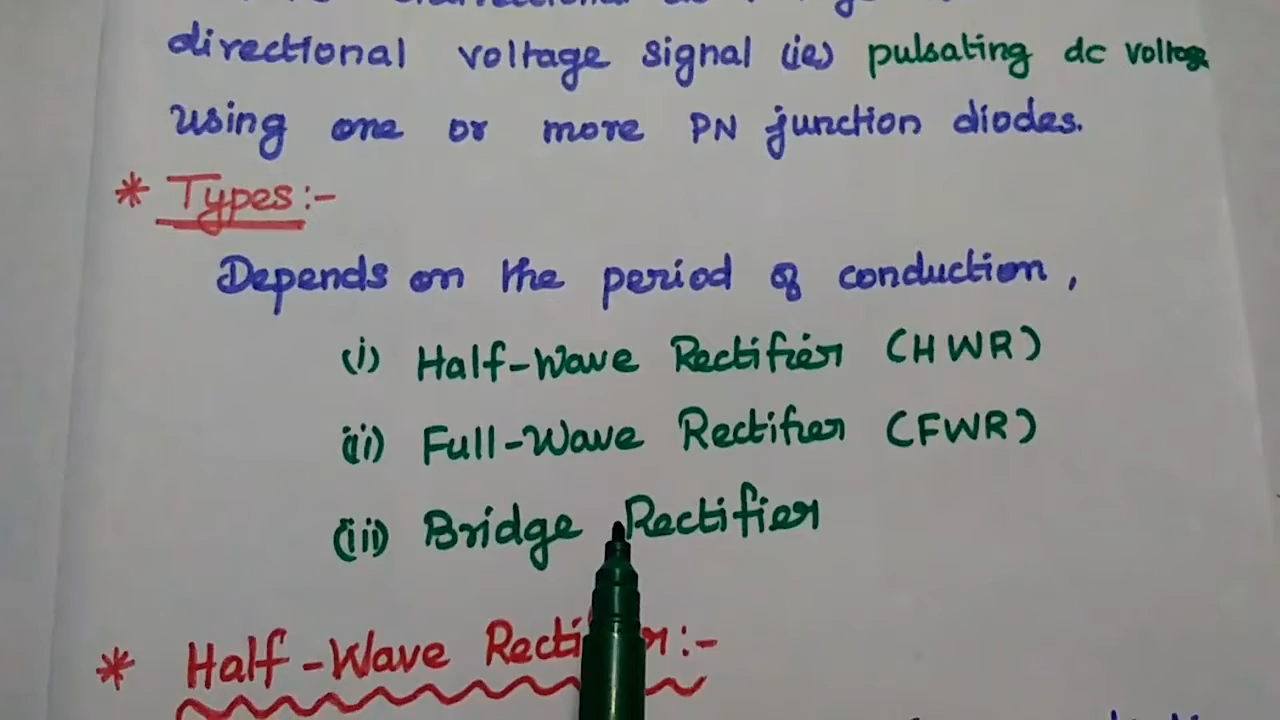 directional voltage signal (ie) pulsating dc voltage
using one or more PN junction diodes.
* Types:-
Depends on the period of conduction,
(i) Half-Wave Rectifier (HWR)
(ii) Full-Wave Rectifier (FWR)
(iii) Bridge Rectifier
* Half-Wave Rectifier:-